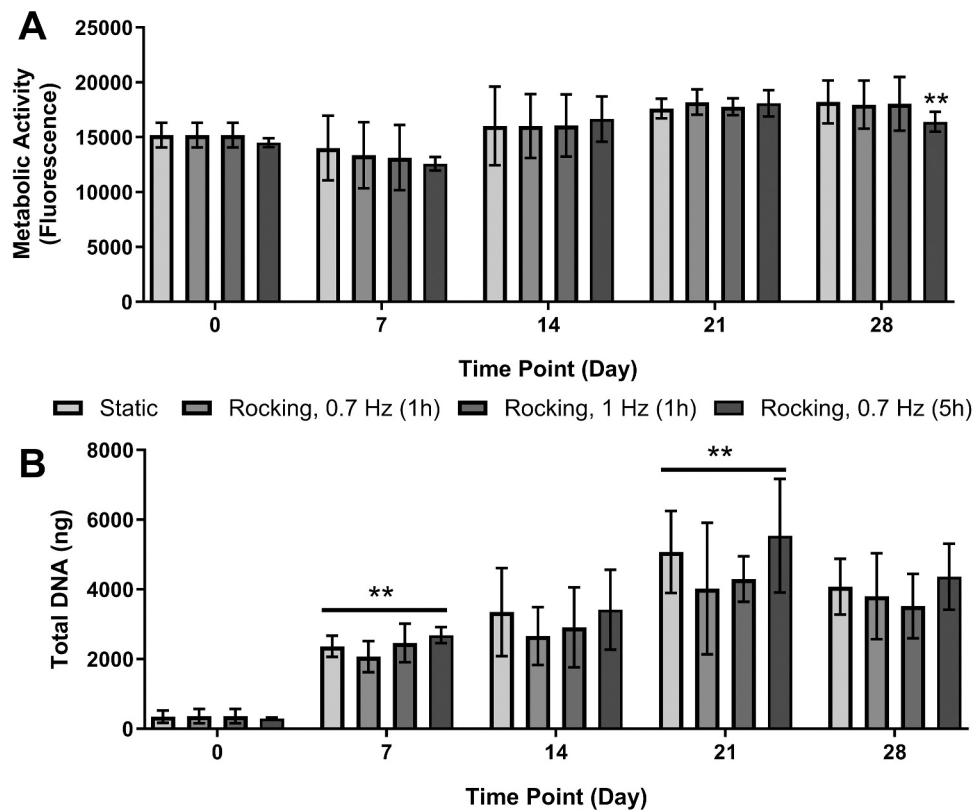 A
25000
20000
15000
10000
5000
0
Metabolic Activity
(Fluorescence)
**
0 7 14 21 28
Time Point (Day)
Static Rocking, 0.7 Hz (1h) Rocking, 1 Hz (1h) Rocking, 0.7 Hz (5h)
B
8000
6000
4000
2000
0
Total DNA (ng)
**
**
0 7 14 21 28
Time Point (Day)